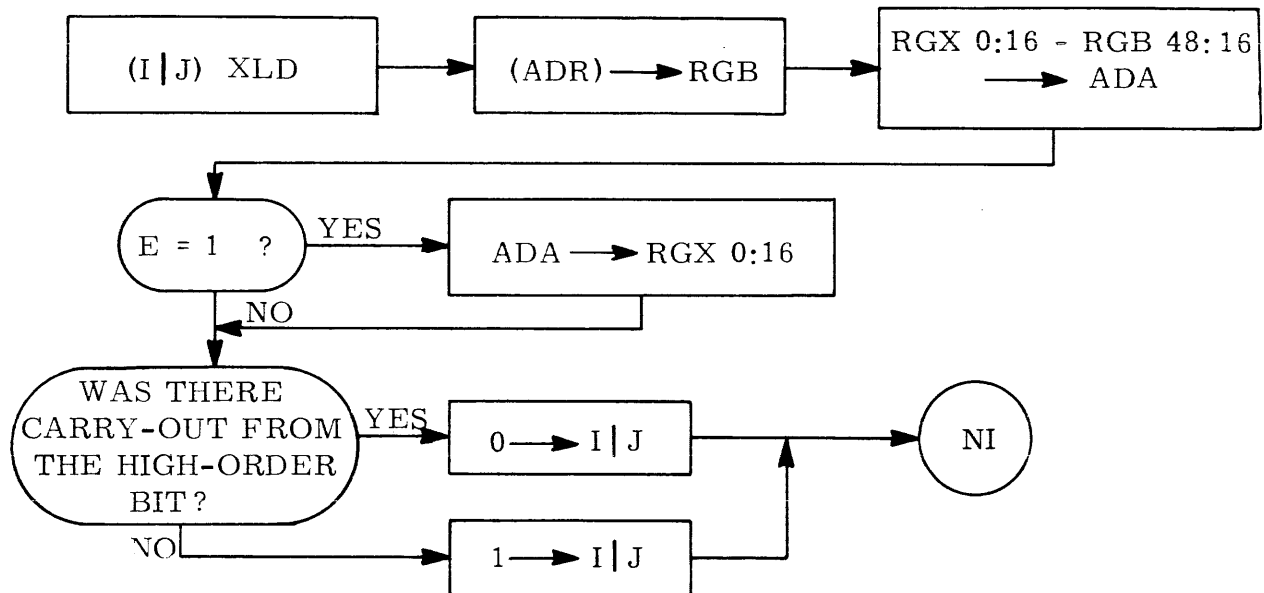 (I|J) XLD
(ADR) ⟶ RGB
RGX 0:16 - RGB 48:16
⟶ ADA
E = 1 ?
YES
ADA ⟶ RGX 0:16
NO
WAS THERE
CARRY-OUT FROM
THE HIGH-ORDER
BIT?
YES
0 ⟶ I|J
NI
NO
1 ⟶ I|J